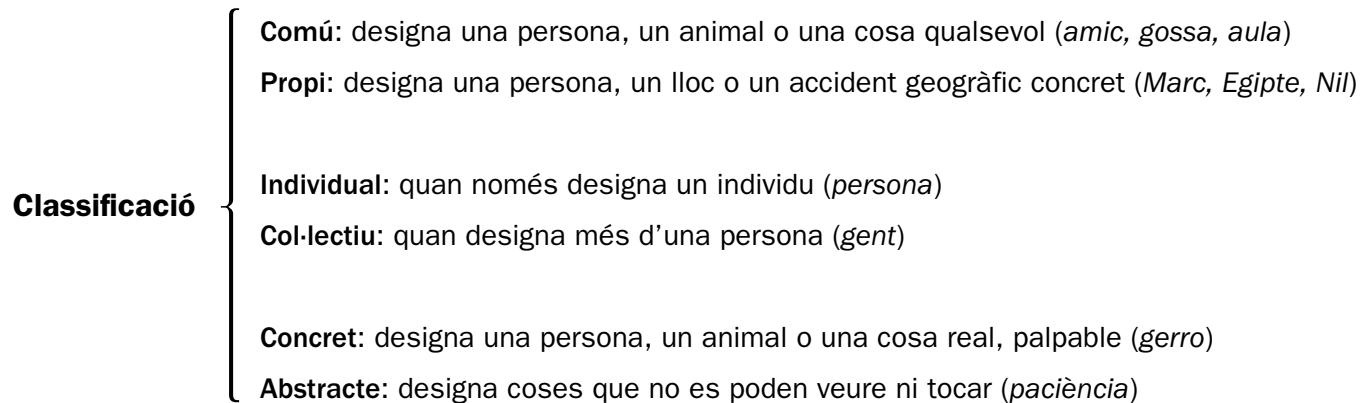 Comú: designa una persona, un animal o una cosa qualsevol (amic, gossa, aula)
Propi: designa una persona, un lloc o un accident geogràfic concret (Marc, Egipte, Nil)
Classificació
Individual: quan només designa un individu (persona)
Col·lectiu: quan designa més d’una persona (gent)
Concret: designa una persona, un animal o una cosa real, palpable (gerro)
Abstracte: designa coses que no es poden veure ni tocar (paciència)